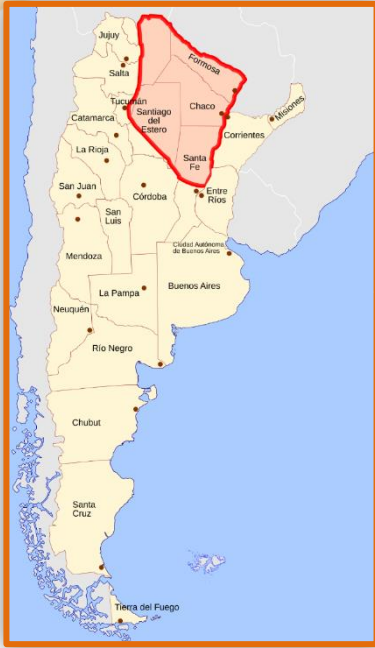 Jujuy
Formosa
Salta
Chaco
Tucumán
Santiago
del
Estero
Misiones
Catamarca
Corrientes
La Rioja
Santa
Fe
San Juan
Córdoba
Entre
Ríos
San
Luis
Ciudad Autónoma
de Buenos Aires
Mendoza
Buenos Aires
La Pampa
Neuquén
Río Negro
Chubut
Santa
Cruz
Tierra del Fuego